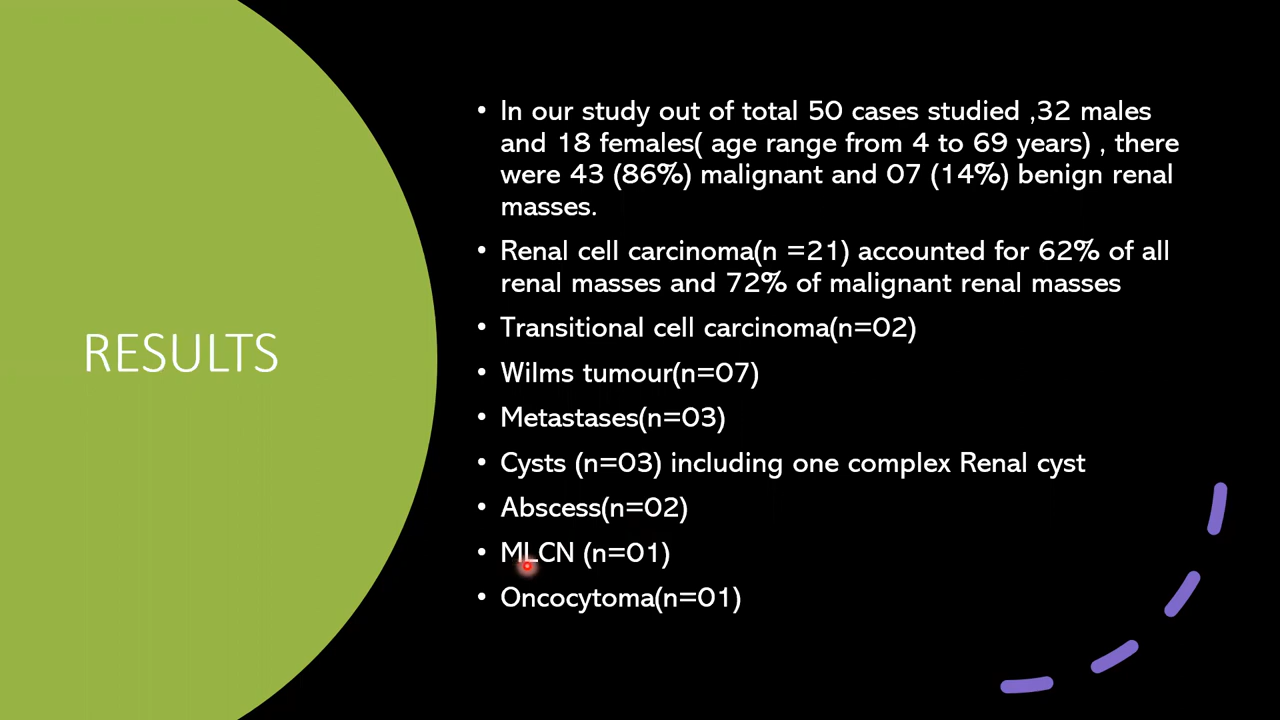 RESULTS
• In our study out of total 50 cases studied ,32 males
and 18 females( age range from 4 to 69 years) , there
were 43 (86%) malignant and 07 (14%) benign renal
masses.
• Renal cell carcinoma(n =21) accounted for 62% of all
renal masses and 72% of malignant renal masses
• Transitional cell carcinoma(n=02)
• Wilms tumour(n=07)
• Metastases(n=03)
• Cysts (n=03) including one complex Renal cyst
• Abscess(n=02)
• MLCN (n=01)
• Oncocytoma(n=01)